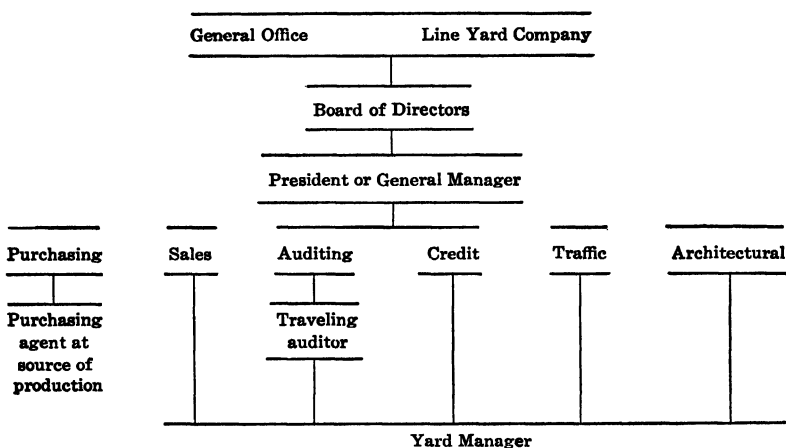 General Office Line Yard Company
Board of Directors
President or General Manager
Purchasing Sales Auditing Credit Traffic Architectural
Purchasing
agent at
source of
production
Traveling
auditor
Yard Manager